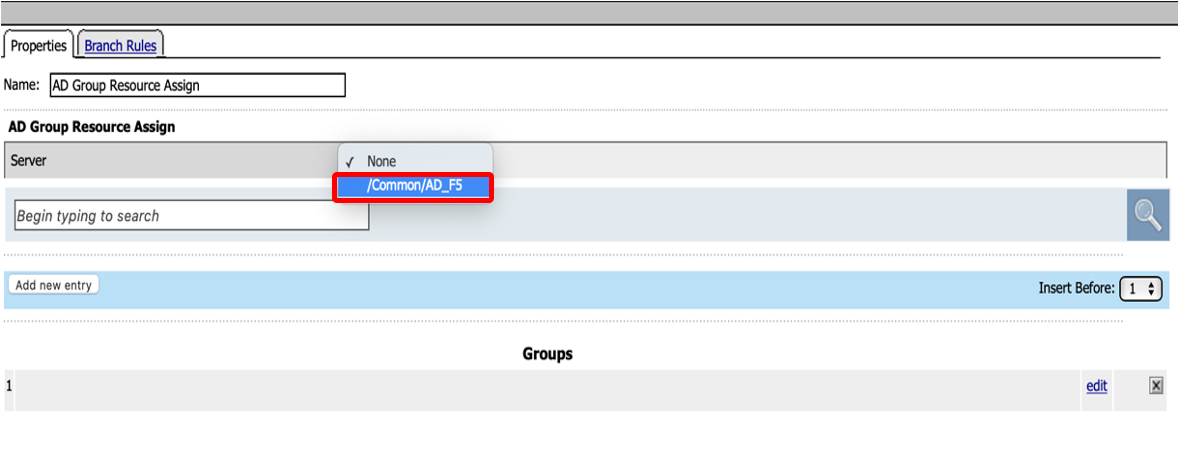 Properties Branch Rules
Name: AD Group Resource Assign
AD Group Resource Assign
Server ✓ None
/Common/AD_F5
Begin typing to search
Add new entry Insert Before: 1
Groups
1 edit X